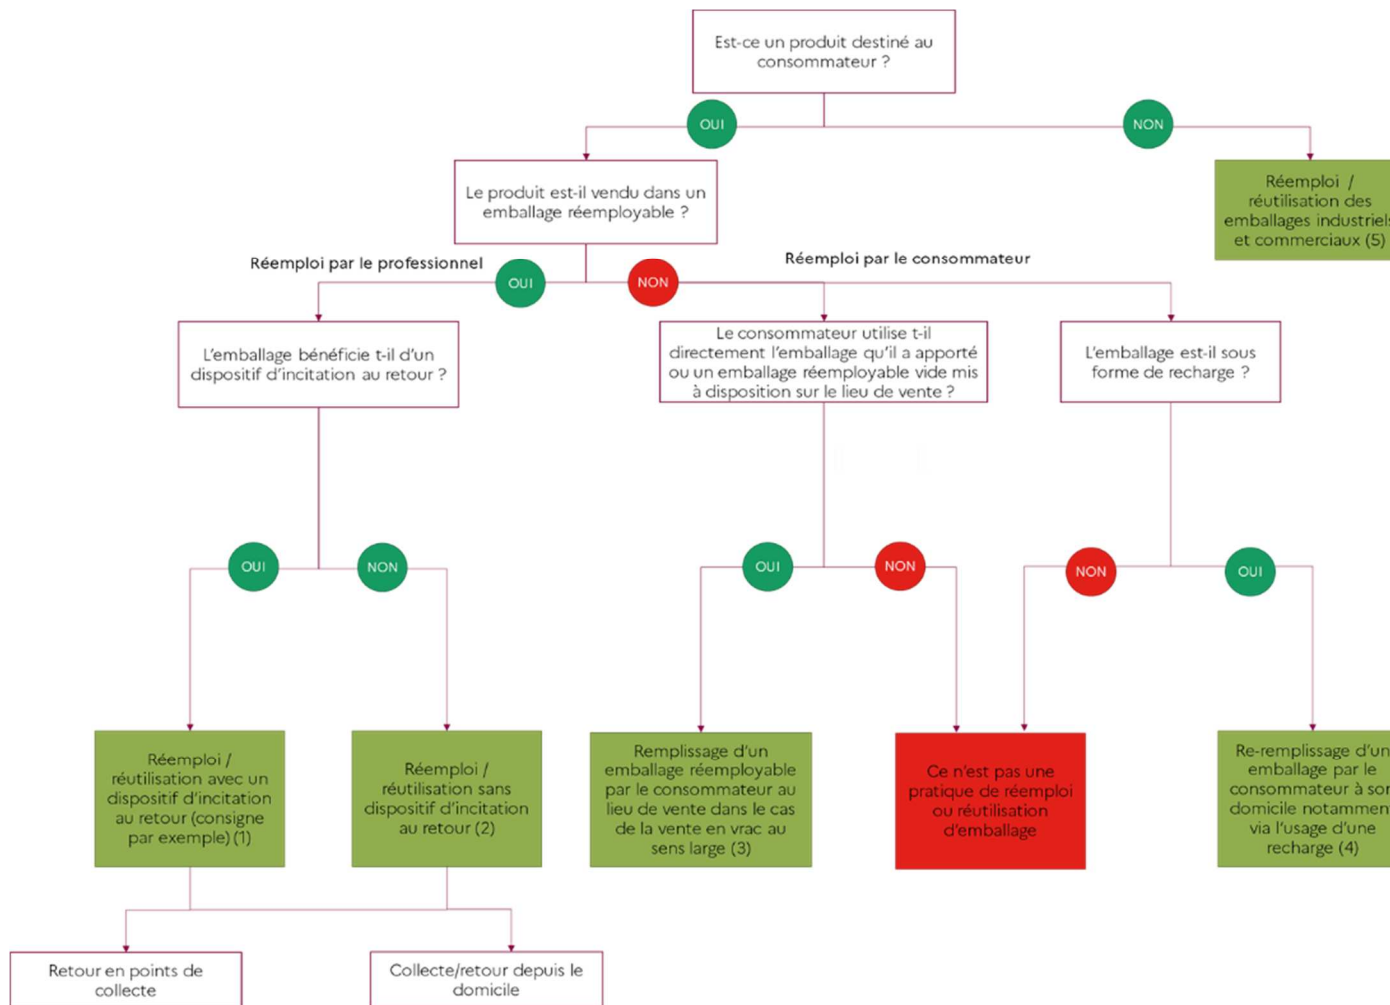 Est-ce un produit destiné au
consommateur ?
OUI
NON
Le produit est-il vendu dans un
emballage réemployable ?
Réemploi /
réutilisation des
emballages industriels
et commerciaux (5)
Réemploi par le professionnel
OUI
NON
Réemploi par le consommateur
L'emballage bénéficie t-il d'un
dispositif d'incitation au retour ?
Le consommateur utilise t-il
directement l'emballage qu'il a apporté
ou un emballage réemployable vide mis
à disposition sur le lieu de vente ?
L'emballage est-il sous
forme de recharge ?
OUI
NON
OUI
NON
NON
OUI
Réemploi /
réutilisation avec un
dispositif d'incitation
au retour (consigne
par exemple) (1)
Réemploi /
réutilisation sans
dispositif d'incitation
au retour (2)
Remplissage d'un
emballage réemployable
par le consommateur au
lieu de vente dans le cas
de la vente en vrac au
sens large (3)
Ce n'est pas une
pratique de réemploi
ou réutilisation
d'emballage
Re-remplissage d'un
emballage par le
consommateur à son
domicile notamment
via l'usage d'une
recharge (4)
Retour en points de
collecte
Collecte/retour depuis le
domicile